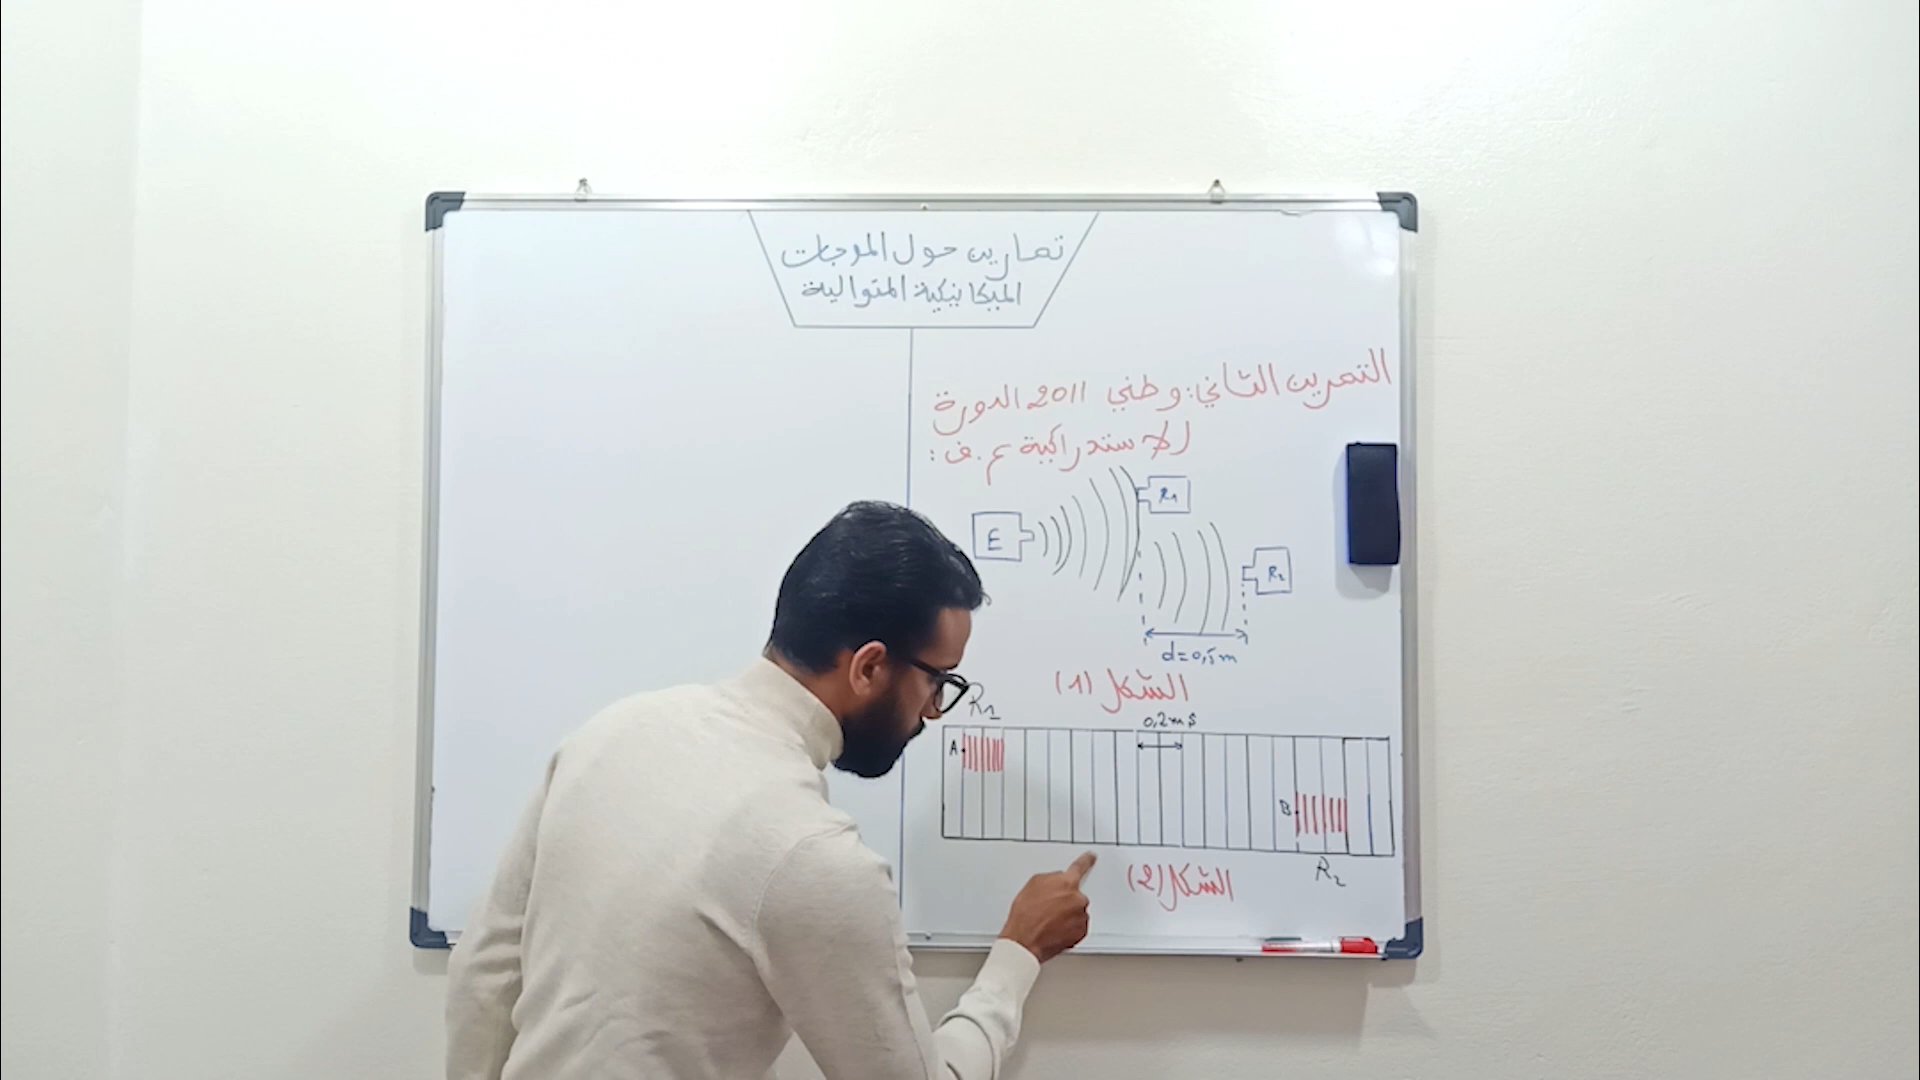 تمارين حول الموجات
الميكانيكية المتوالية
التمرين الثاني: وطني 2011 الدورة
الاستدراكية ع.ف:
R1
E
R2
d=0,5m
الشكل (1)
R1
0,2ms
A
B
الشكل (2)
R2